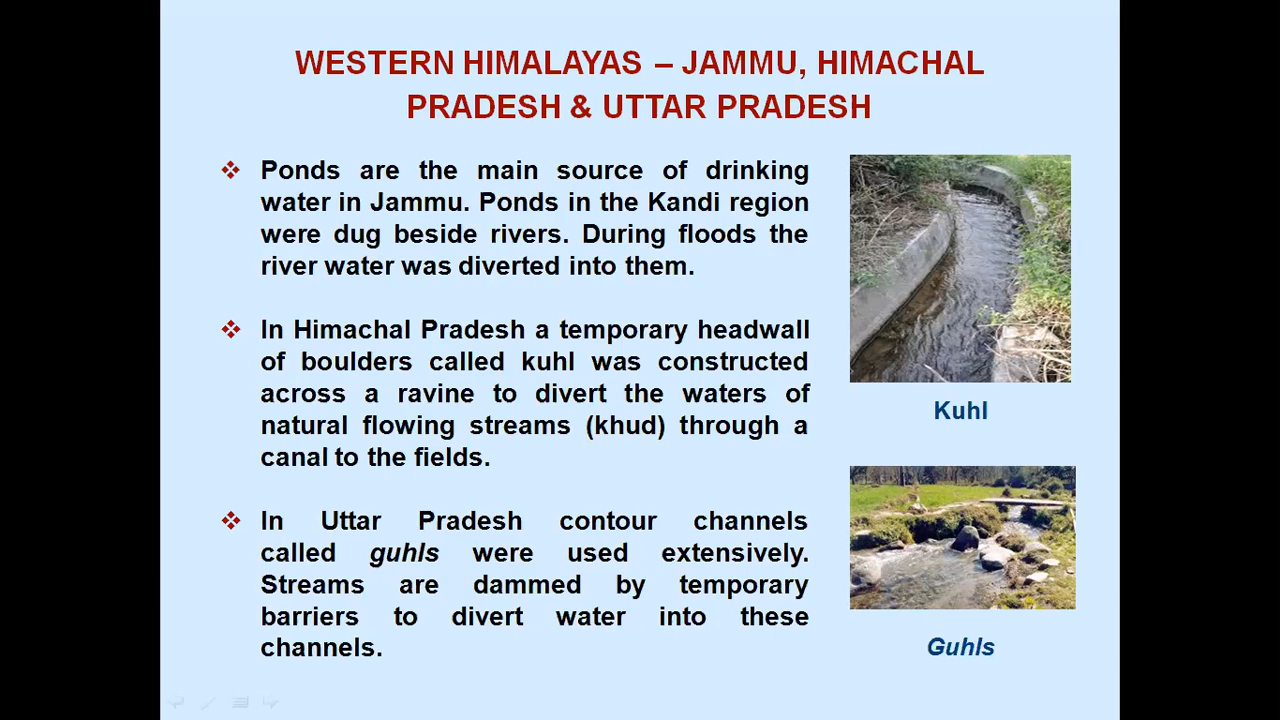 WESTERN HIMALAYAS – JAMMU, HIMACHAL
PRADESH & UTTAR PRADESH
Ponds are the main source of drinking
water in Jammu. Ponds in the Kandi region
were dug beside rivers. During floods the
river water was diverted into them.
In Himachal Pradesh a temporary headwall
of boulders called kuhl was constructed
across a ravine to divert the waters of
natural flowing streams (khud) through a
canal to the fields.
In Uttar Pradesh contour channels
called guhls were used extensively.
Streams are dammed by temporary
barriers to divert water into these
channels.
Kuhl
Guhls